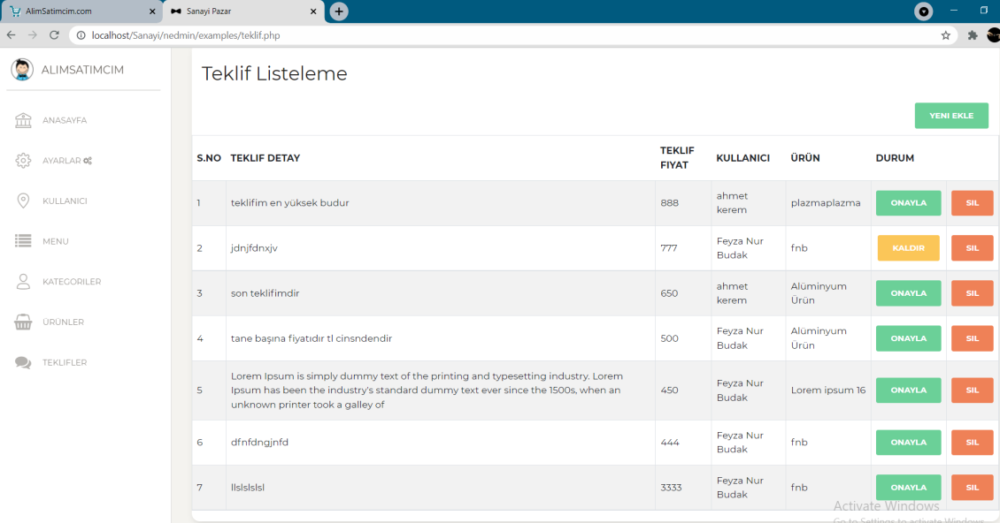 AlimSatimcim.com
Sanayi Pazar
localhost/Sanayi/nedmin/examples/teklif.php
ALIMSATIMCIM
ANASAYFA
AYARLAR
KULLANICI
MENU
KATEGORILER
ÜRÜNLER
TEKLIFLER
Teklif Listeleme
YENI EKLE
S.NO TEKLIF DETAY TEKLIF FIYAT KULLANICI ÜRÜN DURUM
1 teklifim en yüksek budur 888 ahmet kerem plazmaplazma ONAYLA SIL
2 jdnjfdnxjv 777 Feyza Nur Budak fnb KALDIR SIL
3 son teklifimdir 650 ahmet kerem Alüminyum Ürün ONAYLA SIL
4 tane başına fiyatıdır tl cinsndendir 500 Feyza Nur Budak Alüminyum Ürün ONAYLA SIL
5 Lorem Ipsum is simply dummy text of the printing and typesetting industry. Lorem
Ipsum has been the industry's standard dummy text ever since the 1500s, when an
unknown printer took a galley of 450 Feyza Nur Budak Lorem ipsum 16 ONAYLA SIL
6 dfnfdngjnfd 444 Feyza Nur Budak fnb ONAYLA SIL
7 llslslslsl 3333 Feyza Nur Budak fnb ONAYLA SIL
Activate Windows
Go to Settings to activate Windows.